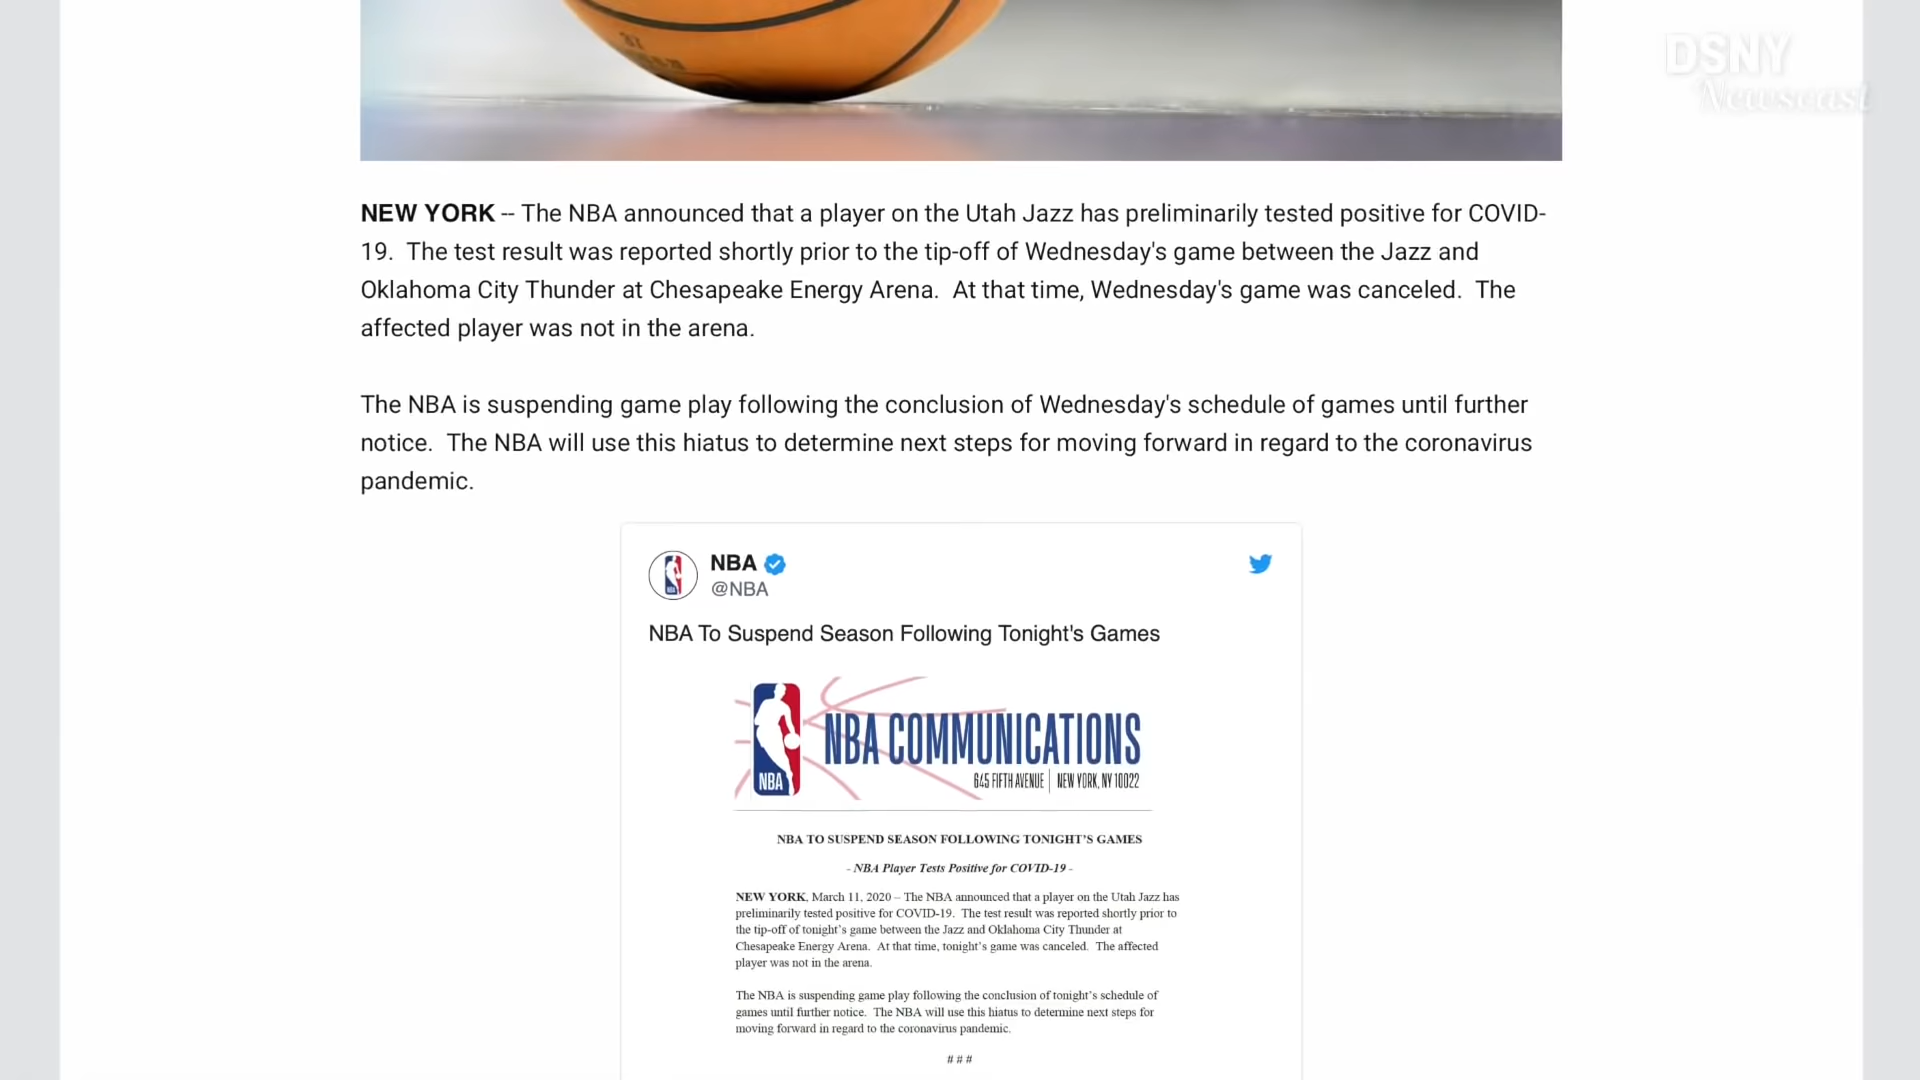 DSNY
Newscast
NEW YORK -- The NBA announced that a player on the Utah Jazz has preliminarily tested positive for COVID-
19.  The test result was reported shortly prior to the tip-off of Wednesday's game between the Jazz and
Oklahoma City Thunder at Chesapeake Energy Arena.  At that time, Wednesday's game was canceled.  The
affected player was not in the arena.
The NBA is suspending game play following the conclusion of Wednesday's schedule of games until further
notice.  The NBA will use this hiatus to determine next steps for moving forward in regard to the coronavirus
pandemic.
NBA
@NBA
NBA To Suspend Season Following Tonight's Games
NBA COMMUNICATIONS
NBA
645 FIFTH AVENUE | NEW YORK, NY 10022
NBA TO SUSPEND SEASON FOLLOWING TONIGHT'S GAMES
- NBA Player Tests Positive for COVID-19 -
NEW YORK, March 11, 2020 – The NBA announced that a player on the Utah Jazz has
preliminarily tested positive for COVID-19.  The test result was reported shortly prior to
the tip-off of tonight's game between the Jazz and Oklahoma City Thunder at
Chesapeake Energy Arena.  At that time, tonight's game was canceled.  The affected
player was not in the arena.
The NBA is suspending game play following the conclusion of tonight's schedule of
games until further notice.  The NBA will use this hiatus to determine next steps for
moving forward in regard to the coronavirus pandemic.
# # #